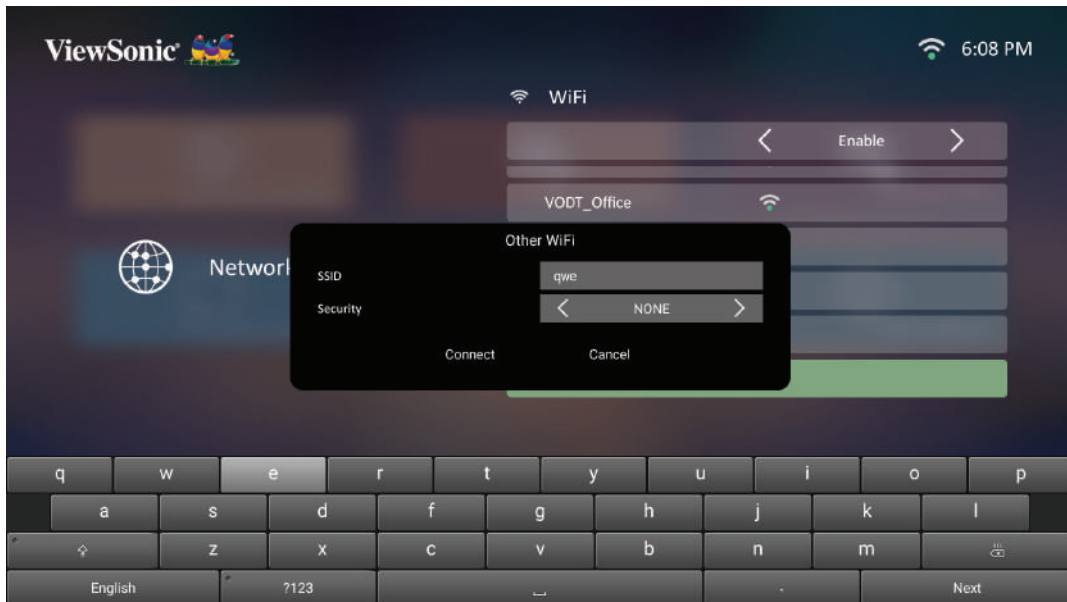 ViewSonic
6:08 PM
WiFi
Enable
VODT_Office
Network
Other WiFi
SSID qwe
Security NONE
Connect Cancel
q w e r t y u i o p
a s d f g h j k l
z x c v b n m
English ?123 . Next